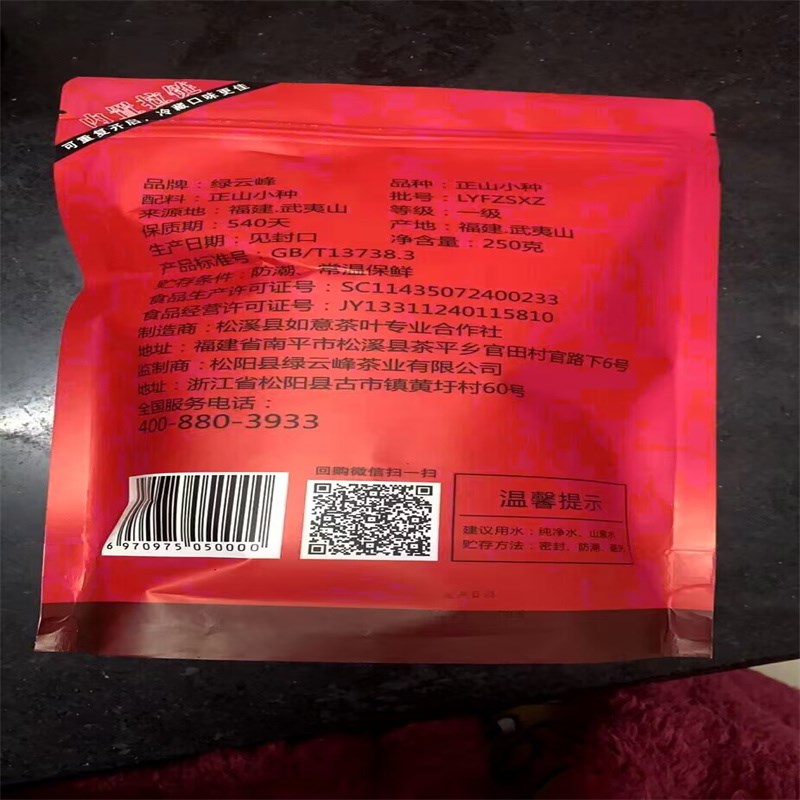 内置拉链
可重复开启，冷藏口味更佳
品牌：绿云峰
品种：正山小种
配料：正山小种
批号：LYFZSXZ
来源地：福建.武夷山
等级：一级
保质期：540天
产地：福建.武夷山
生产日期：见封口
净含量：250克
产品标准号：GB/T13738.3
贮存条件：防潮、常温保鲜
食品生产许可证号：SC11435072400233
食品经营许可证号：JY13311240115810
制造商：松溪县如意茶叶专业合作社
地址：福建省南平市松溪县茶平乡官田村官路下6号
监制商：松阳县绿云峰茶业有限公司
地址：浙江省松阳县古市镇黄圩村60号
全国服务电话：
400-880-3933
回购微信扫一扫
6 970975 050000
温馨提示
建议用水：纯净水、山泉水
贮存方法：密封、防潮、